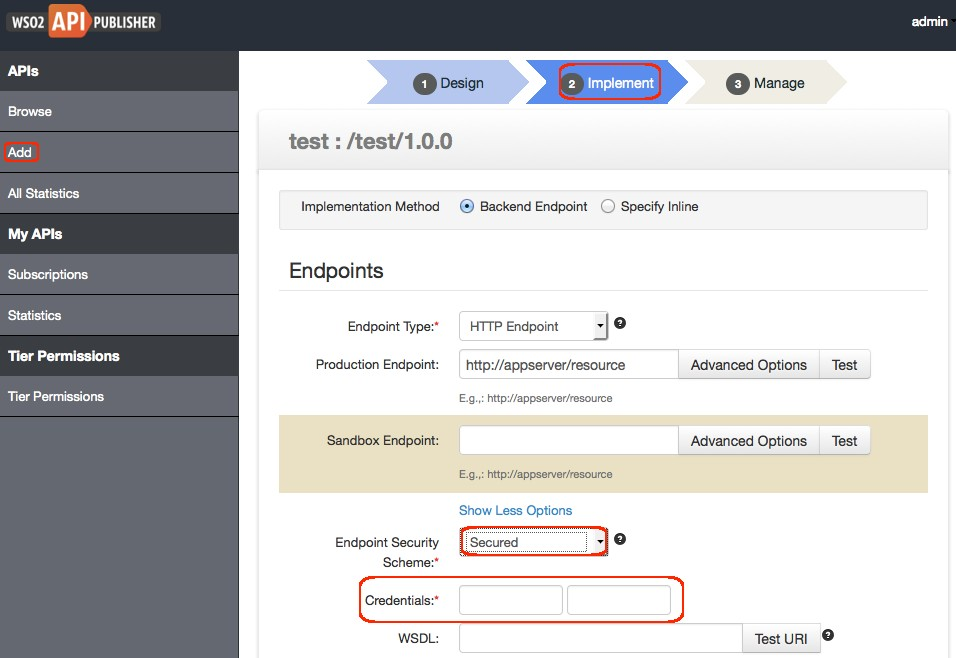 WSO2 API PUBLISHER
admin
APIs
Browse
Add
All Statistics
My APIs
Subscriptions
Statistics
Tier Permissions
Tier Permissions
1 Design
2 Implement
3 Manage
test : /test/1.0.0
Implementation Method Backend Endpoint Specify Inline
Endpoints
Endpoint Type:* HTTP Endpoint ?
Production Endpoint: http://appserver/resource Advanced Options Test
E.g.,: http://appserver/resource
Sandbox Endpoint: Advanced Options Test
E.g.,: http://appserver/resource
Show Less Options
Endpoint Security
Scheme:*
Secured ?
Credentials:*
WSDL: Test URI ?